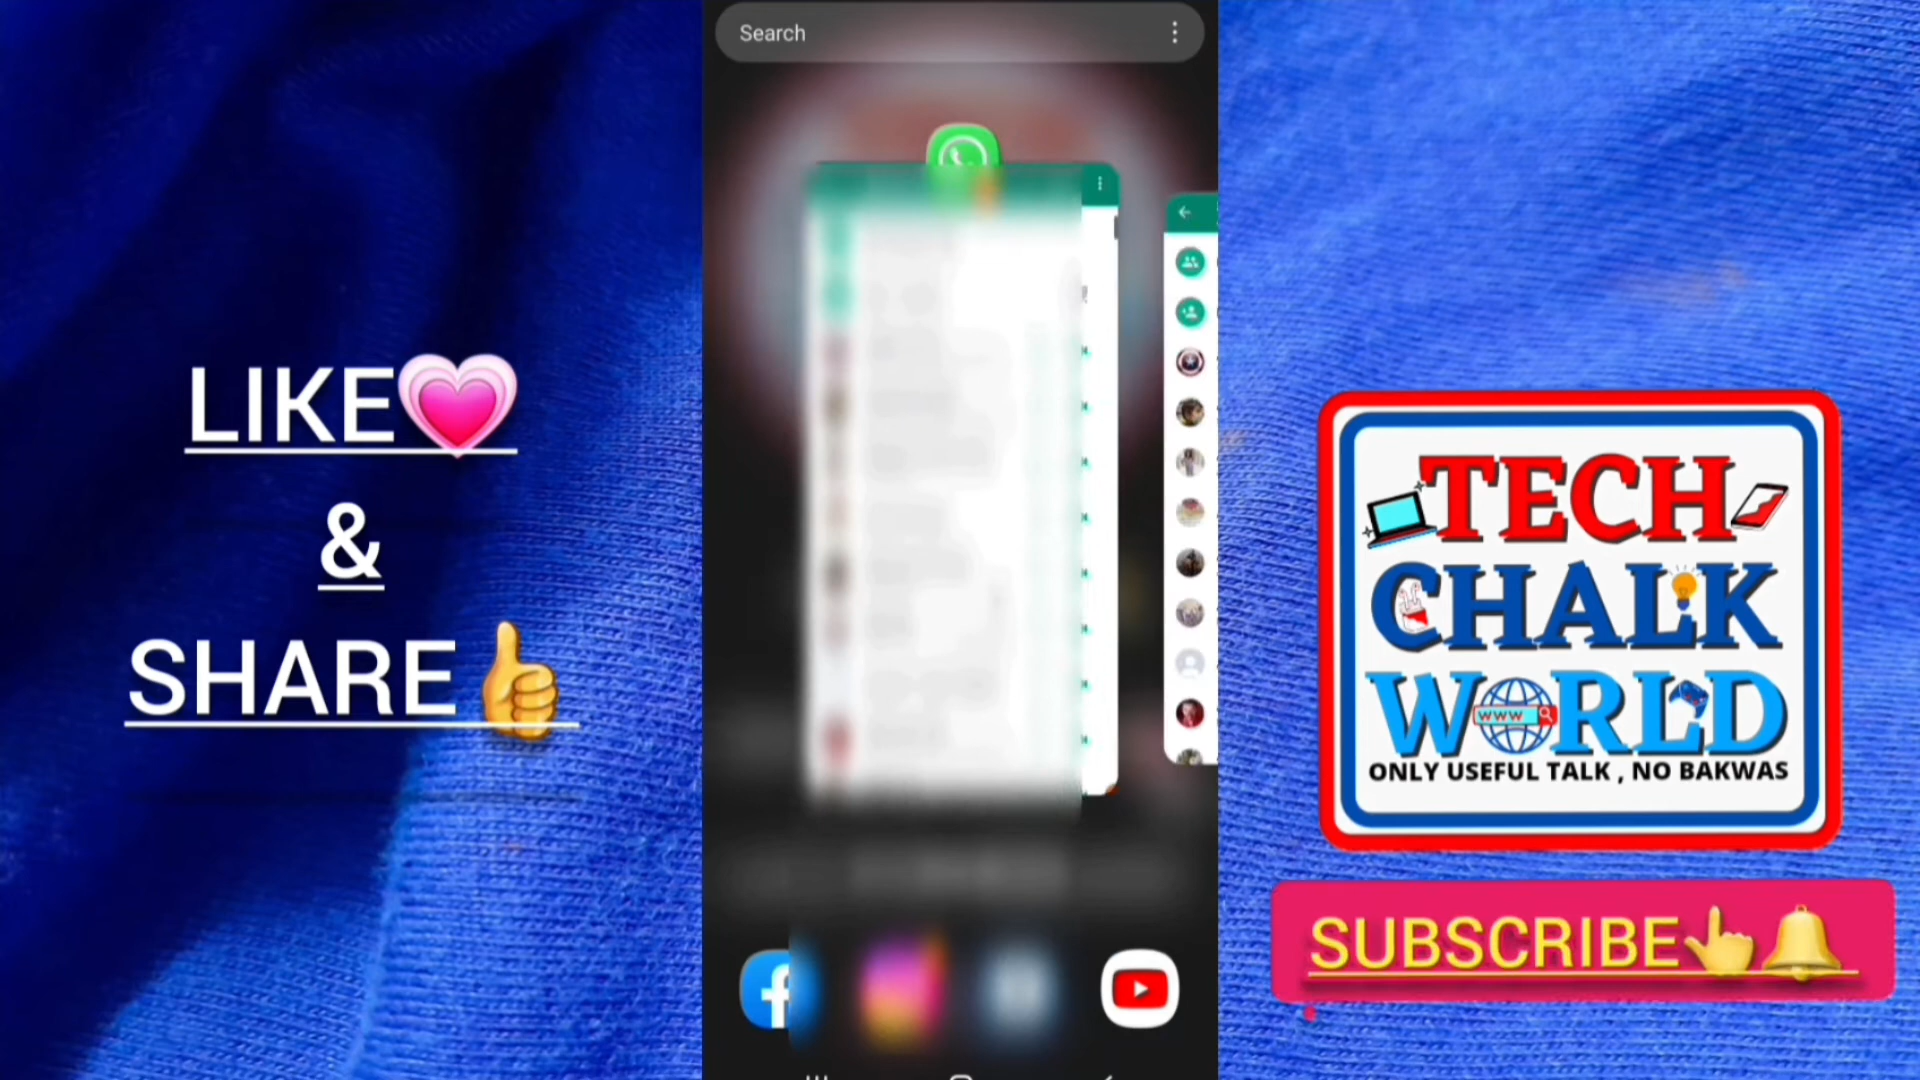 LIKE💗
&
SHARE👍
Search
TECH
CHALK
WORLD
www
ONLY USEFUL TALK , NO BAKWAS
SUBSCRIBE👆🔔